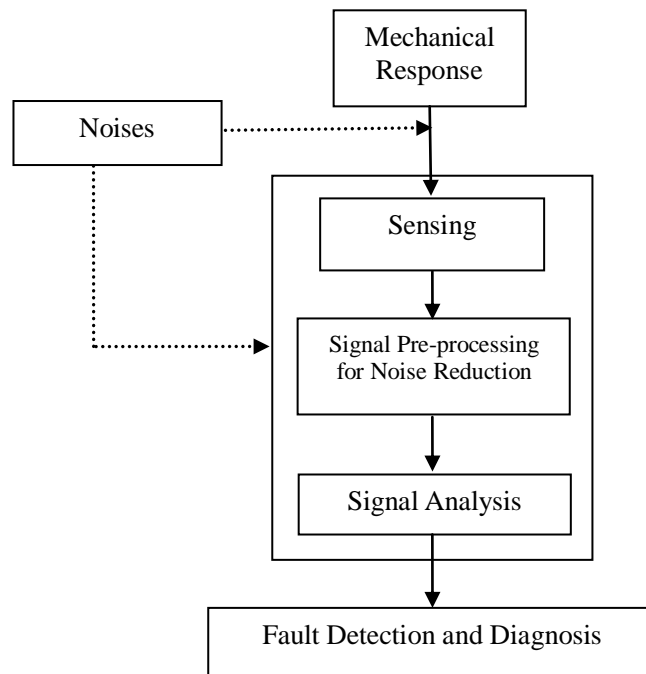 Mechanical
Response
Noises
Sensing
Signal Pre-processing
for Noise Reduction
Signal Analysis
Fault Detection and Diagnosis